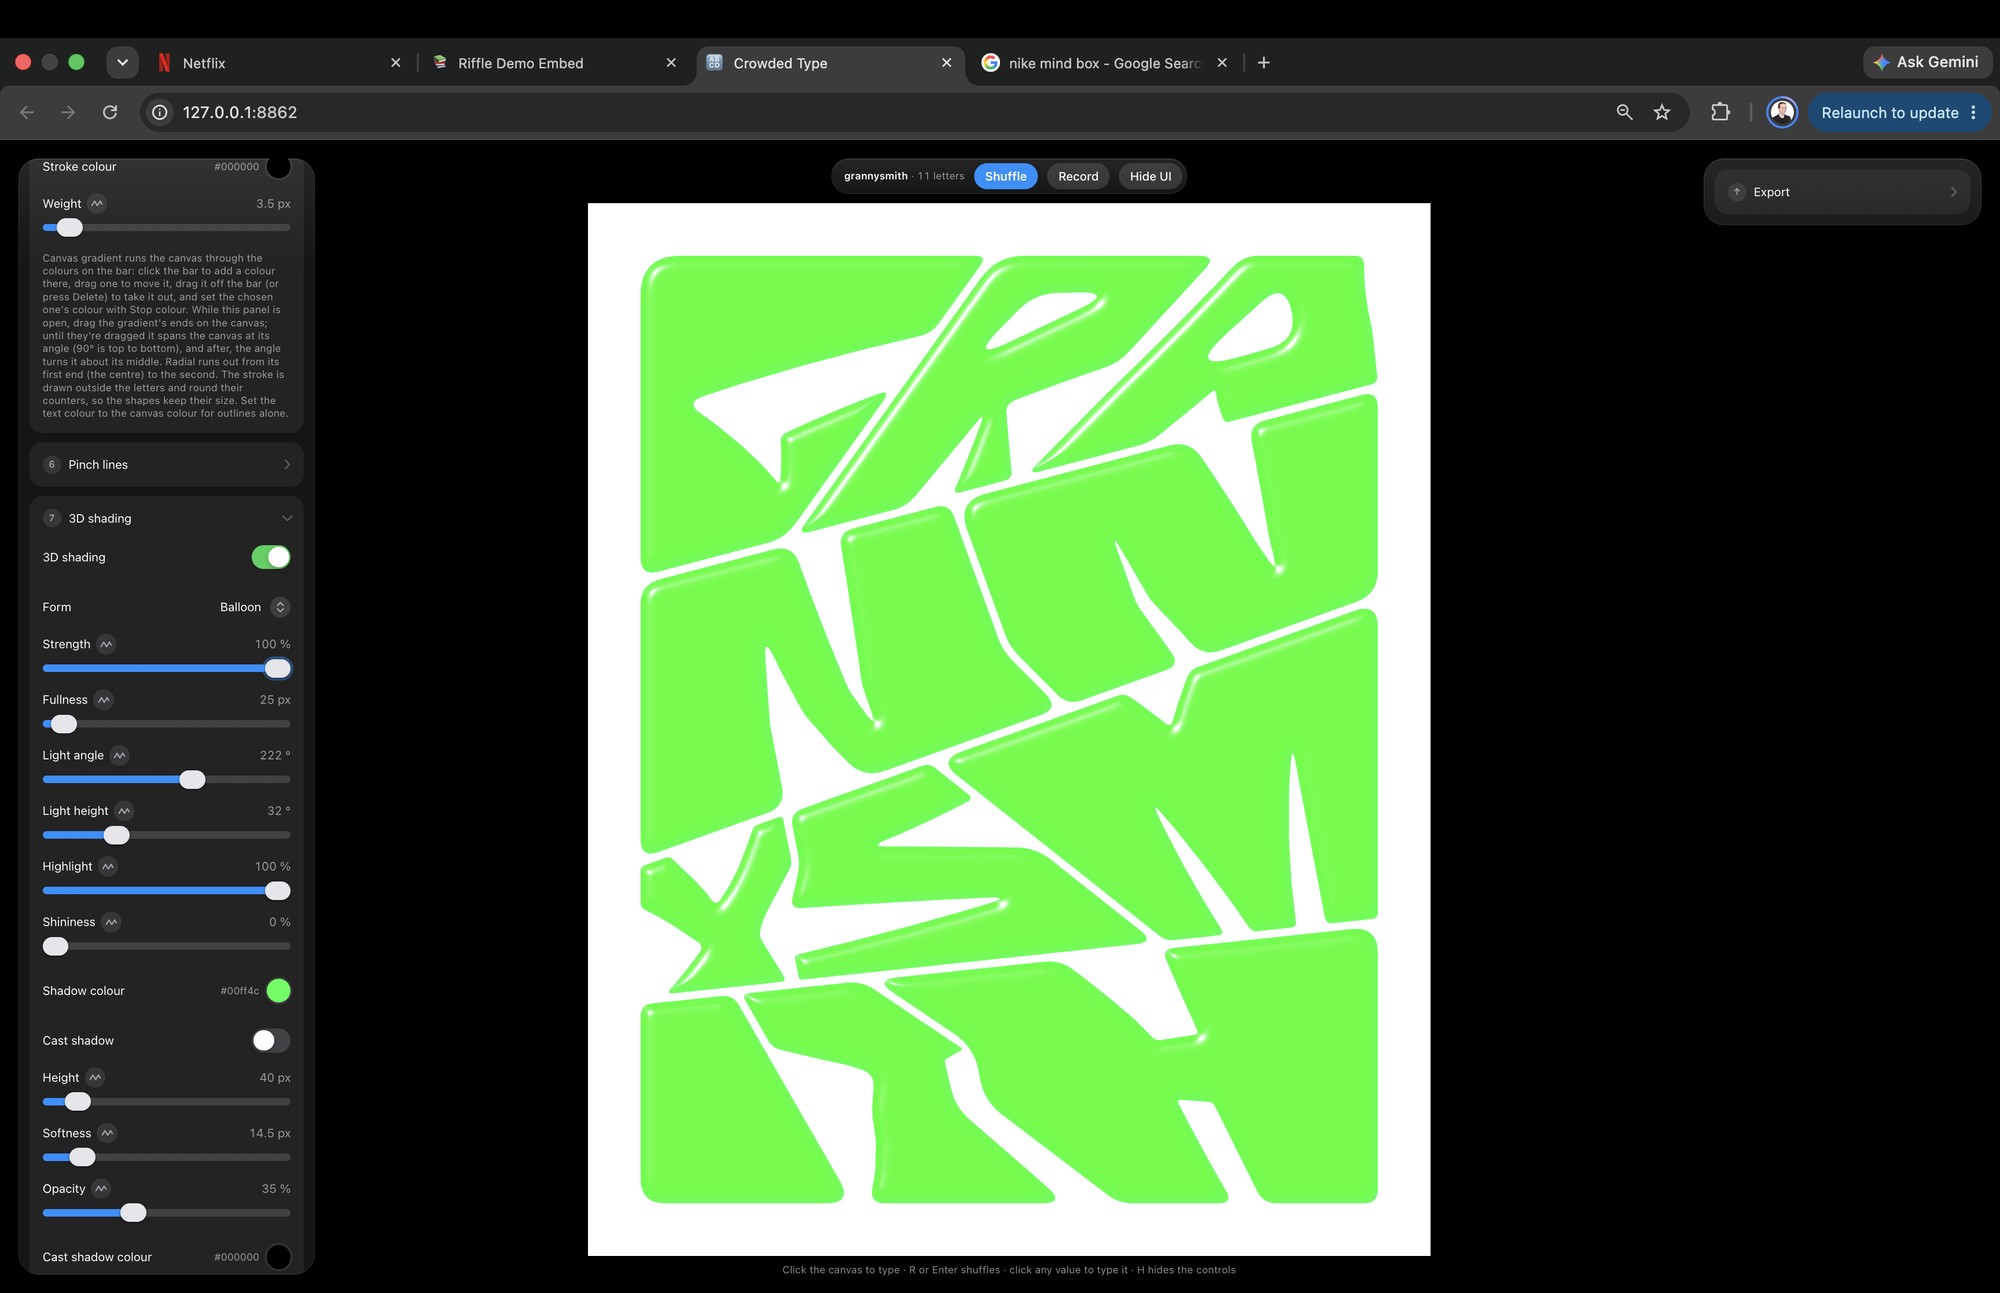 Netflix
Riffle Demo Embed
Crowded Type
nike mind box - Google Searc
Ask Gemini
127.0.0.1:8862
Relaunch to update
Stroke colour #000000
Weight 3.5 px
Canvas gradient runs the canvas through the
colours on the bar: click the bar to add a colour
there, drag one to move it, drag it off the bar (or
press Delete) to take it out, and set the chosen
one's colour with Stop colour. While this panel is
open, drag the gradient's ends on the canvas;
until they're dragged it spans the canvas at its
angle (90° is top to bottom), and after, the angle
turns it about its middle. Radial runs out from its
first end (the centre) to the second. The stroke is
drawn outside the letters and round their
counters, so the shapes keep their size. Set the
text colour to the canvas colour for outlines alone.
6 Pinch lines
7 3D shading
3D shading
Form Balloon
Strength 100 %
Fullness 25 px
Light angle 222 °
Light height 32 °
Highlight 100 %
Shininess 0 %
Shadow colour #00ff4c
Cast shadow
Height 40 px
Softness 14.5 px
Opacity 35 %
Cast shadow colour #000000
grannysmith · 11 letters Shuffle Record Hide UI
GRANNYSMITH
Export
Click the canvas to type · R or Enter shuffles · click any value to type it · H hides the controls